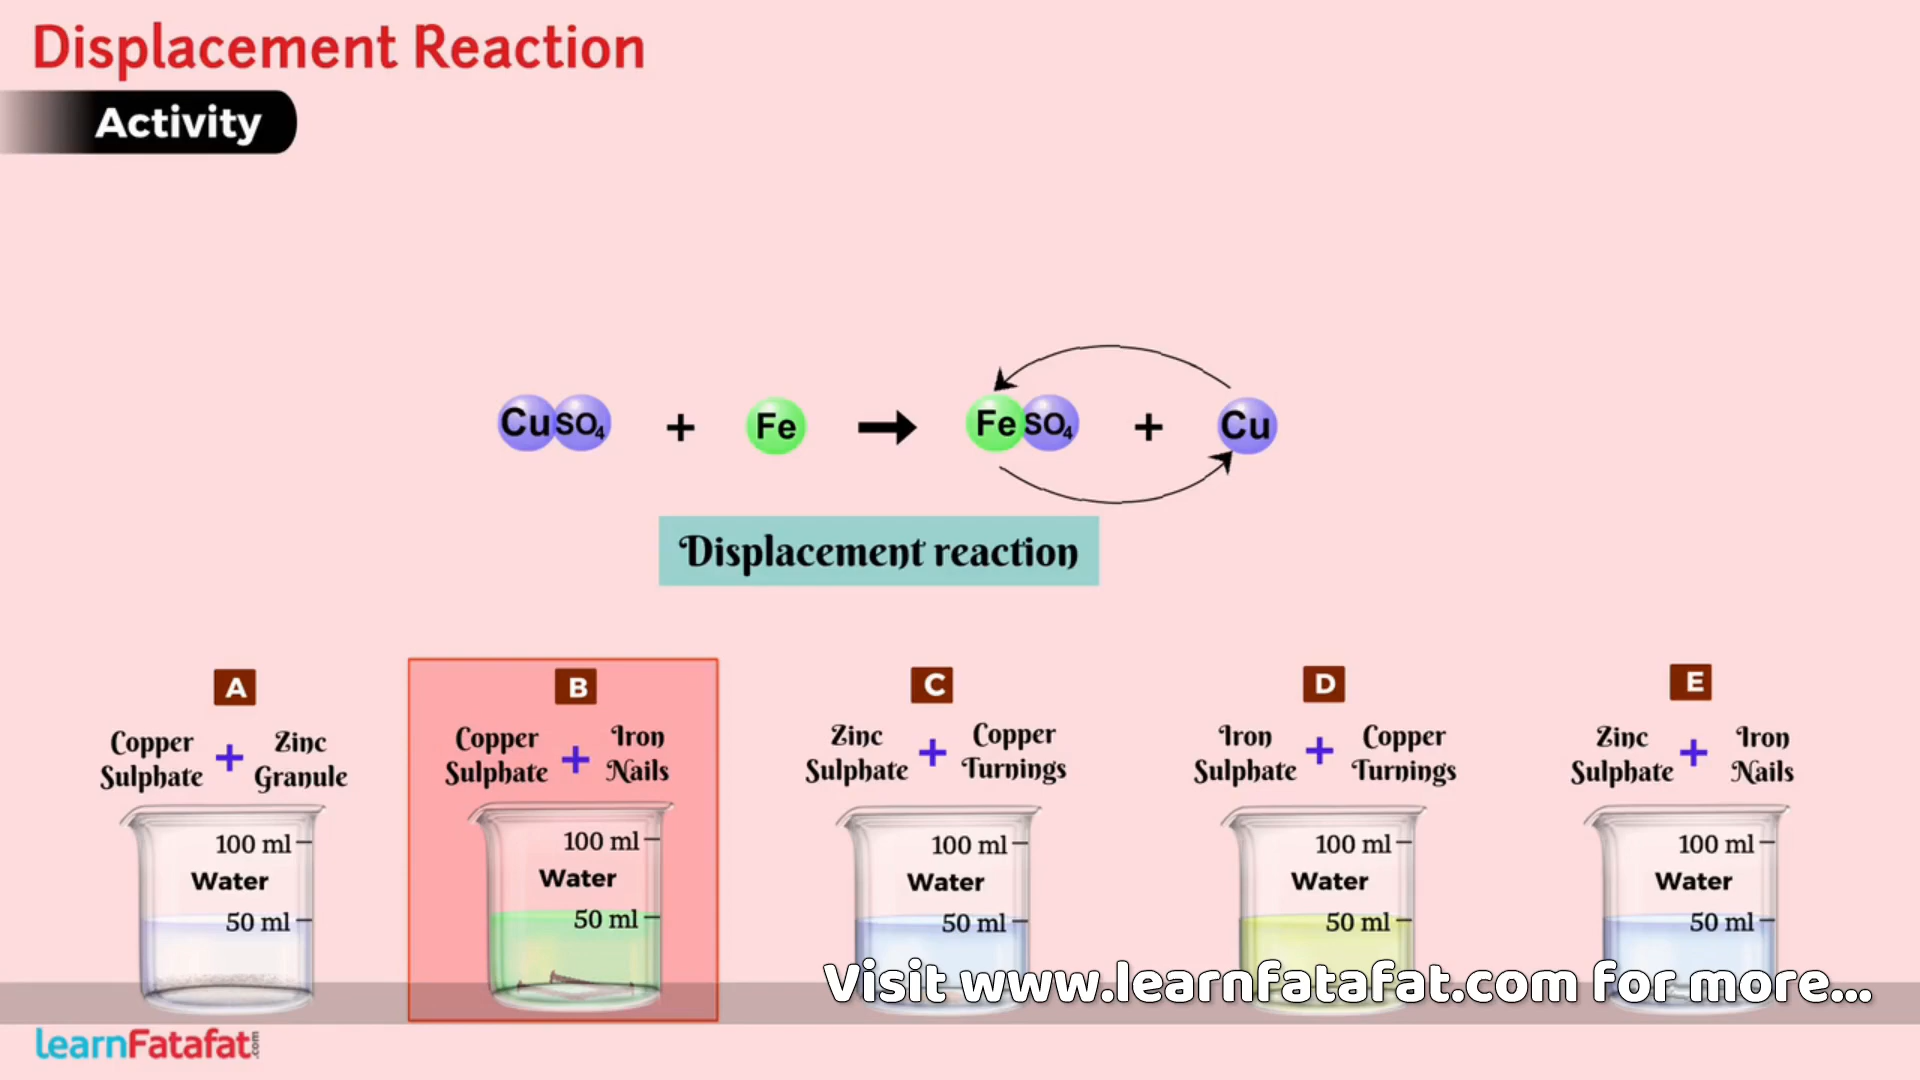 Displacement Reaction
Activity
CuSO₄ + Fe → FeSO₄ + Cu
Displacement reaction
A
Copper Sulphate + Zinc Granule
100 ml
Water
50 ml
B
Copper Sulphate + Iron Nails
100 ml
Water
50 ml
C
Zinc Sulphate + Copper Turnings
100 ml
Water
50 ml
D
Iron Sulphate + Copper Turnings
100 ml
Water
50 ml
E
Zinc Sulphate + Iron Nails
100 ml
Water
50 ml
Visit www.learnfatafat.com for more...
learnFatafat.com